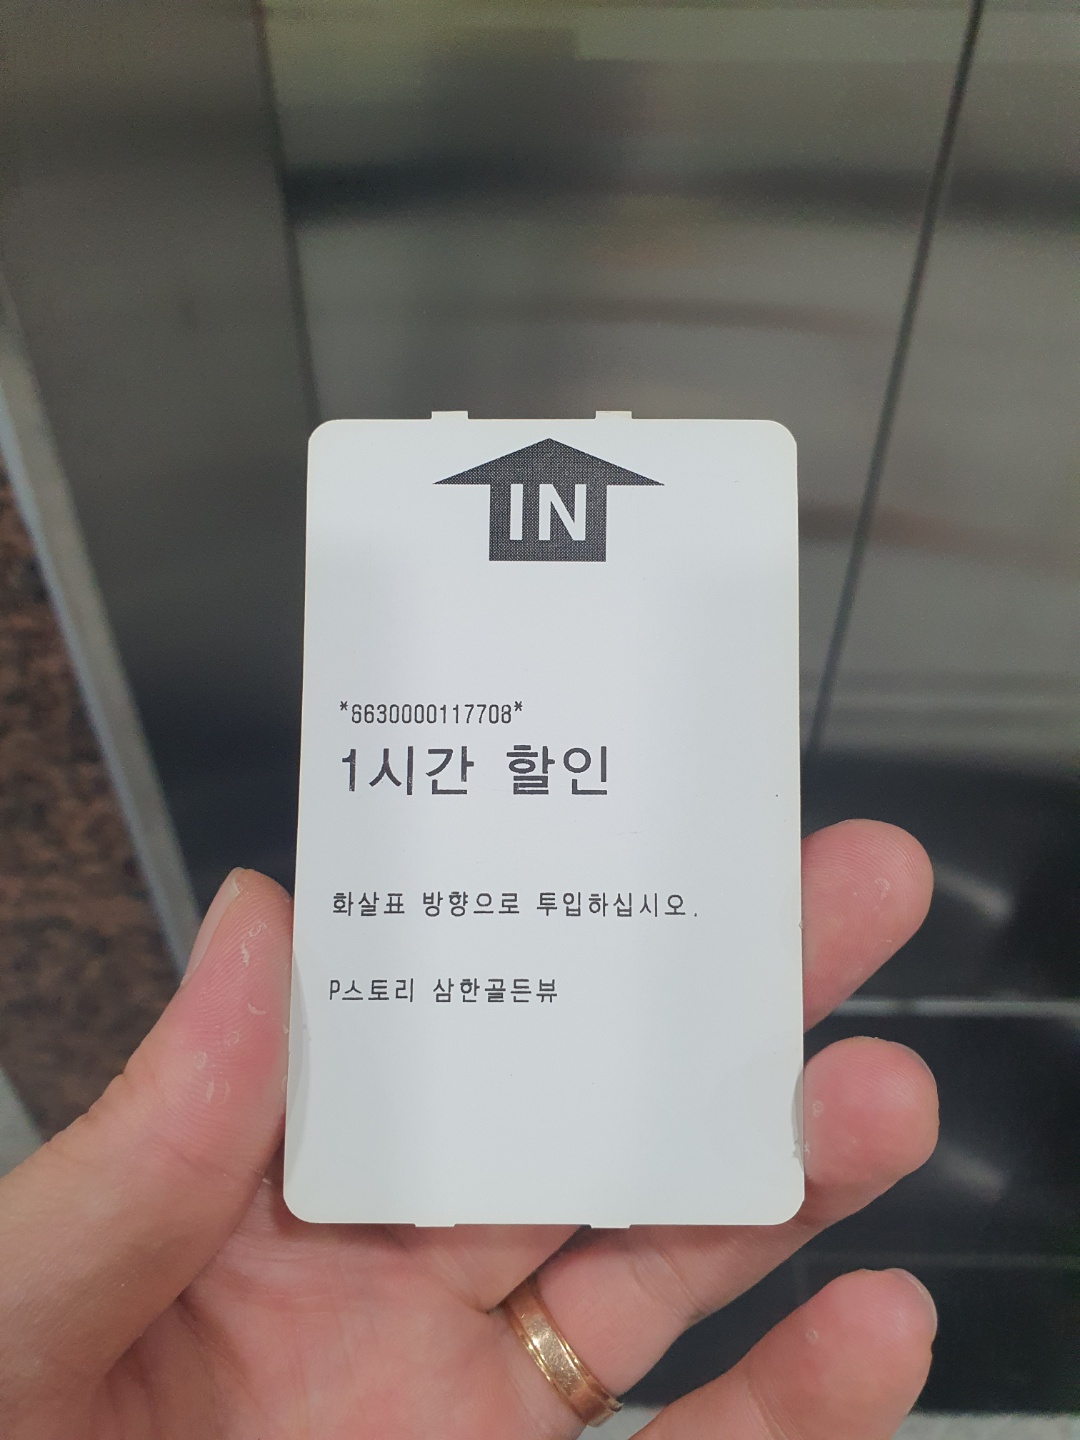 IN
*6630000117708*
1시간 할인
화살표 방향으로 투입하십시오.
P스토리 삼한골든뷰